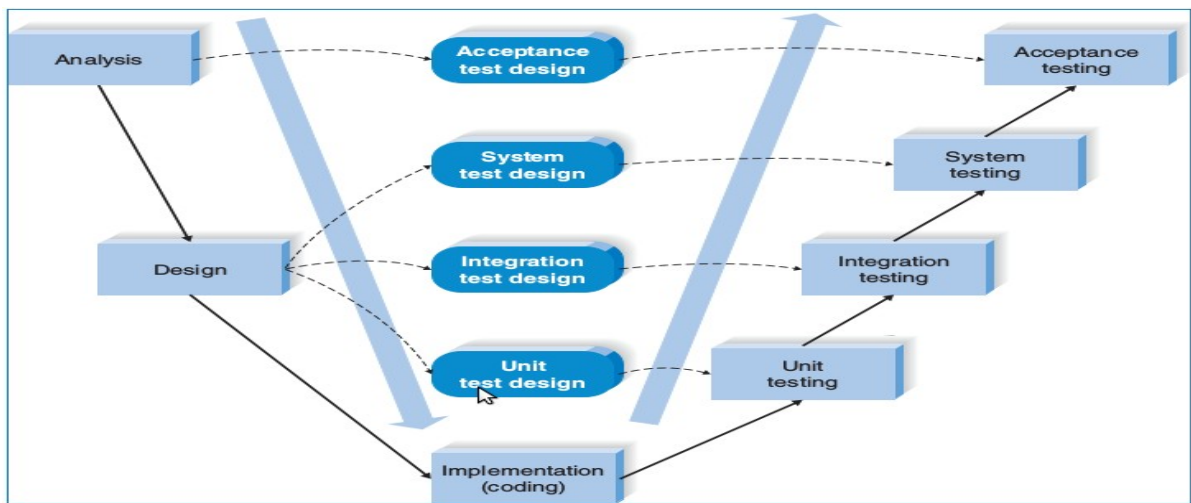 Analysis
Acceptance
test design
Acceptance
testing
System
test design
System
testing
Design
Integration
test design
Integration
testing
Unit
test design
Unit
testing
Implementation
(coding)